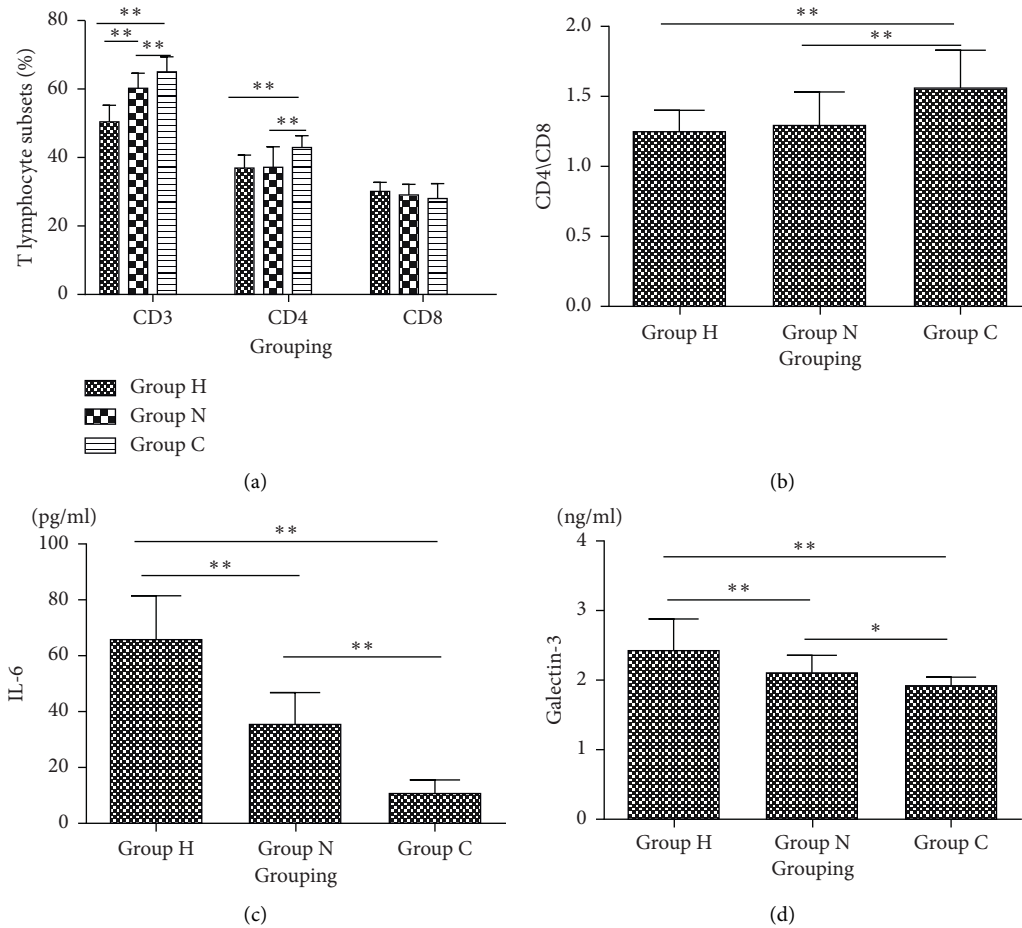 T lymphocyte subsets (%)
80
60
40
20
0
**
**
**
**
**
CD3
CD4
CD8
Grouping
Group H
Group N
Group C
(a)
CD4\CD8
2.0
1.5
1.0
0.5
0.0
**
**
Group H
Group N
Group C
Grouping
(b)
(pg/ml)
IL-6
100
80
60
40
20
0
**
**
**
Group H
Group N
Group C
Grouping
(c)
(ng/ml)
Galectin-3
4
3
2
1
0
**
**
*
Group H
Group N
Group C
Grouping
(d)